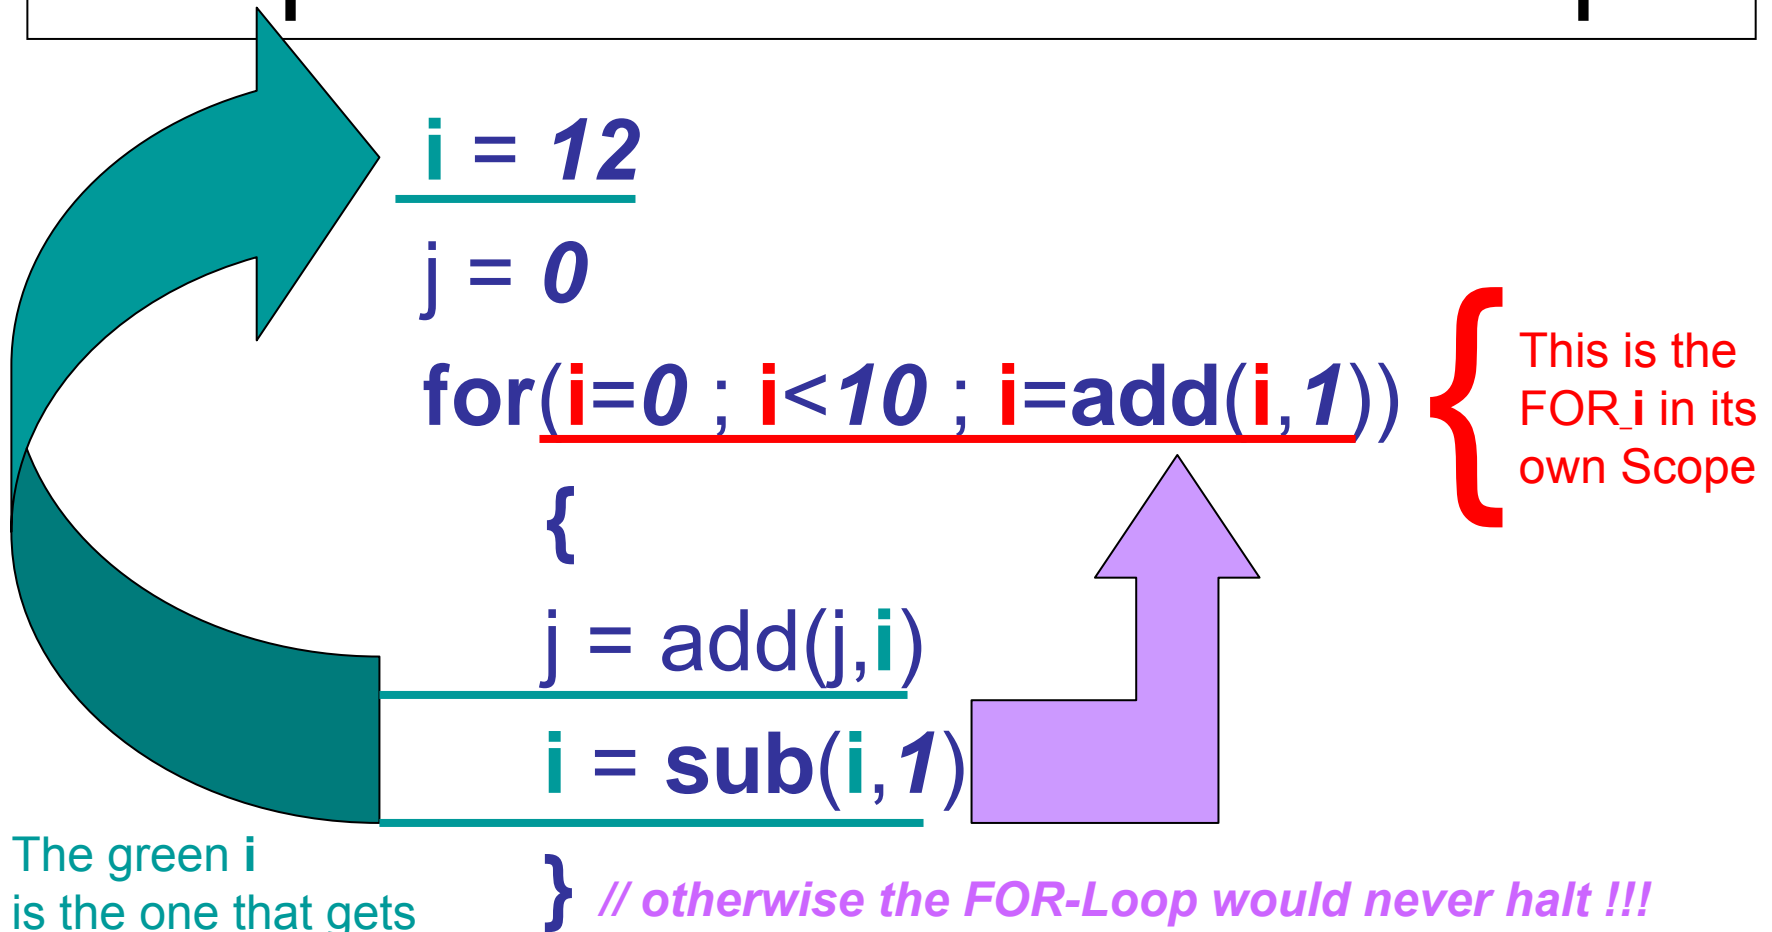 i = 12
j = 0
for(i=0 ; i<10 ; i=add(i,1))
{
j = add(j,i)
i = sub(i,1)
} // otherwise the FOR-Loop would never halt !!!
This is the
FOR_i in its
own Scope
The green i
is the one that gets